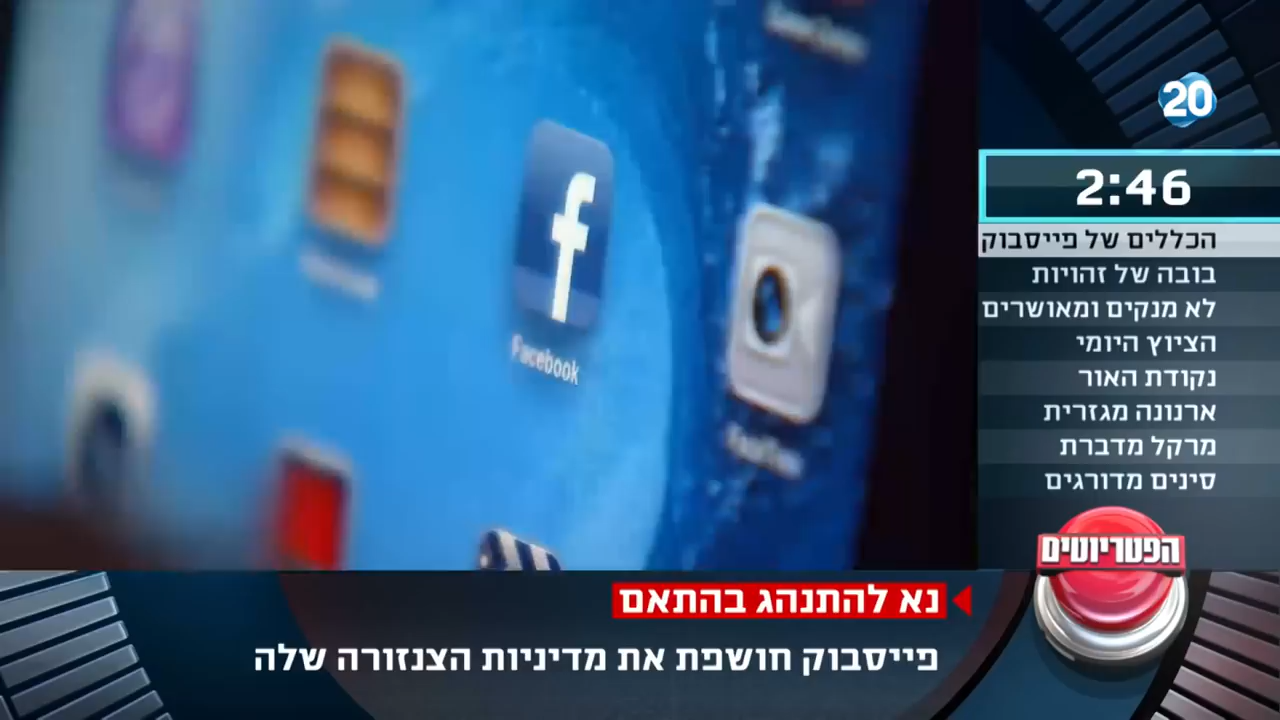 20
2:46
הכללים של פייסבוק
בובה של זהויות
לא מנקים ומאושרים
הציוץ היומי
נקודת האור
ארנונה מגזרית
מרקל מדברת
סינים מדורגים
הפטריוטים
Facebook
נא להתנהג בהתאם
פייסבוק חושפת את מדיניות הצנזורה שלה